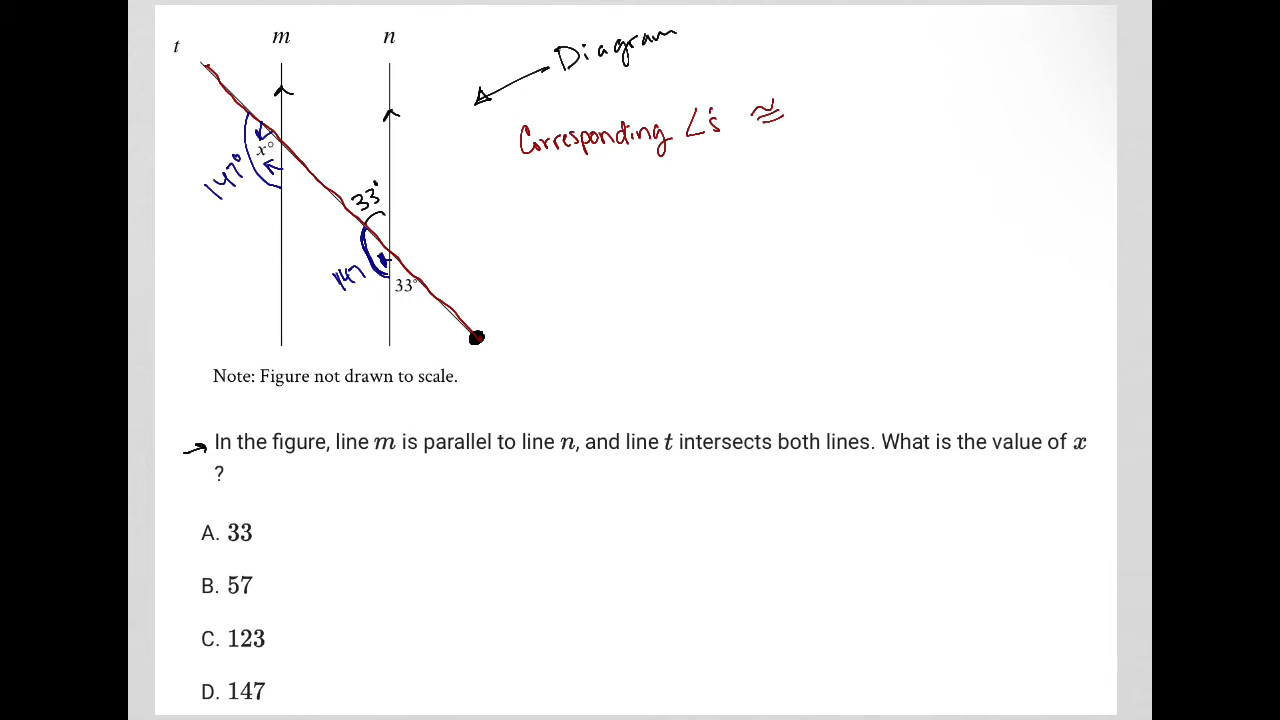 t
m
n
Diagram
Corresponding ∠'s ≅
x°
147°
33°
147
33°
Note: Figure not drawn to scale.
In the figure, line m is parallel to line n, and line t intersects both lines. What is the value of x
?
A. 33
B. 57
C. 123
D. 147